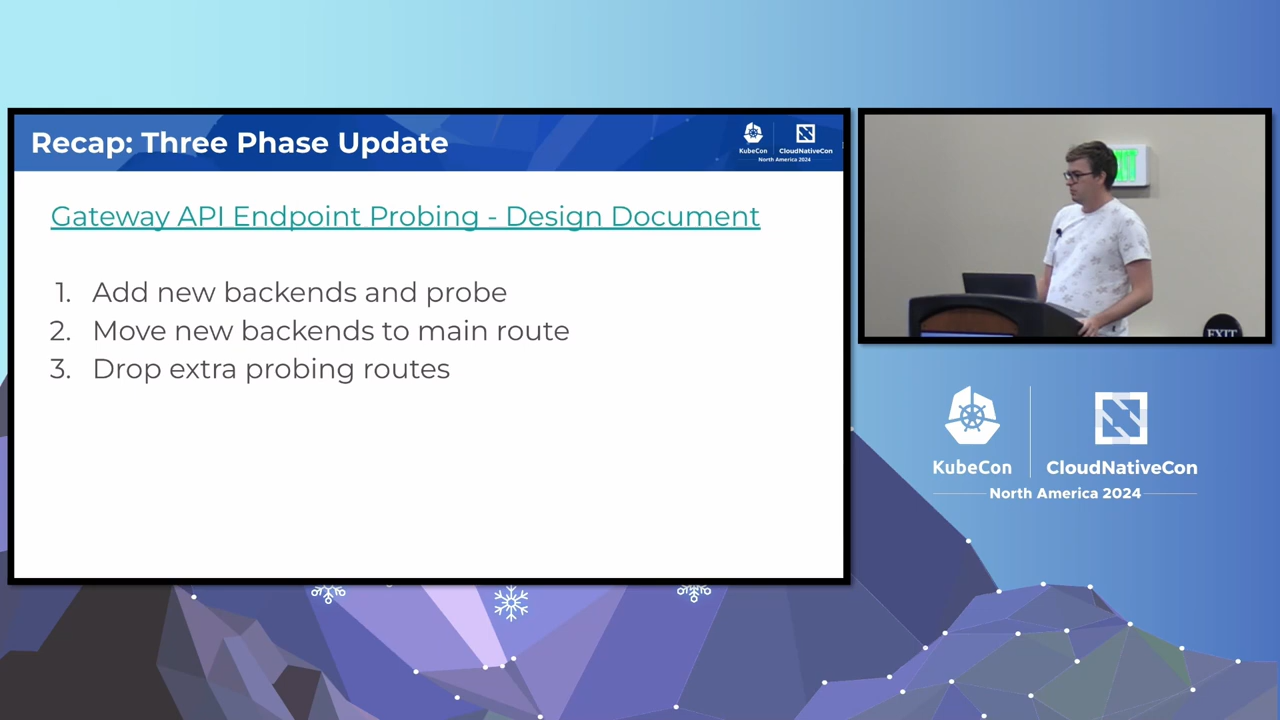 Recap: Three Phase Update
KubeCon
CloudNativeCon
North America 2024
Gateway API Endpoint Probing - Design Document
1. Add new backends and probe
2. Move new backends to main route
3. Drop extra probing routes
EXIT
EXIT
KubeCon
CloudNativeCon
North America 2024